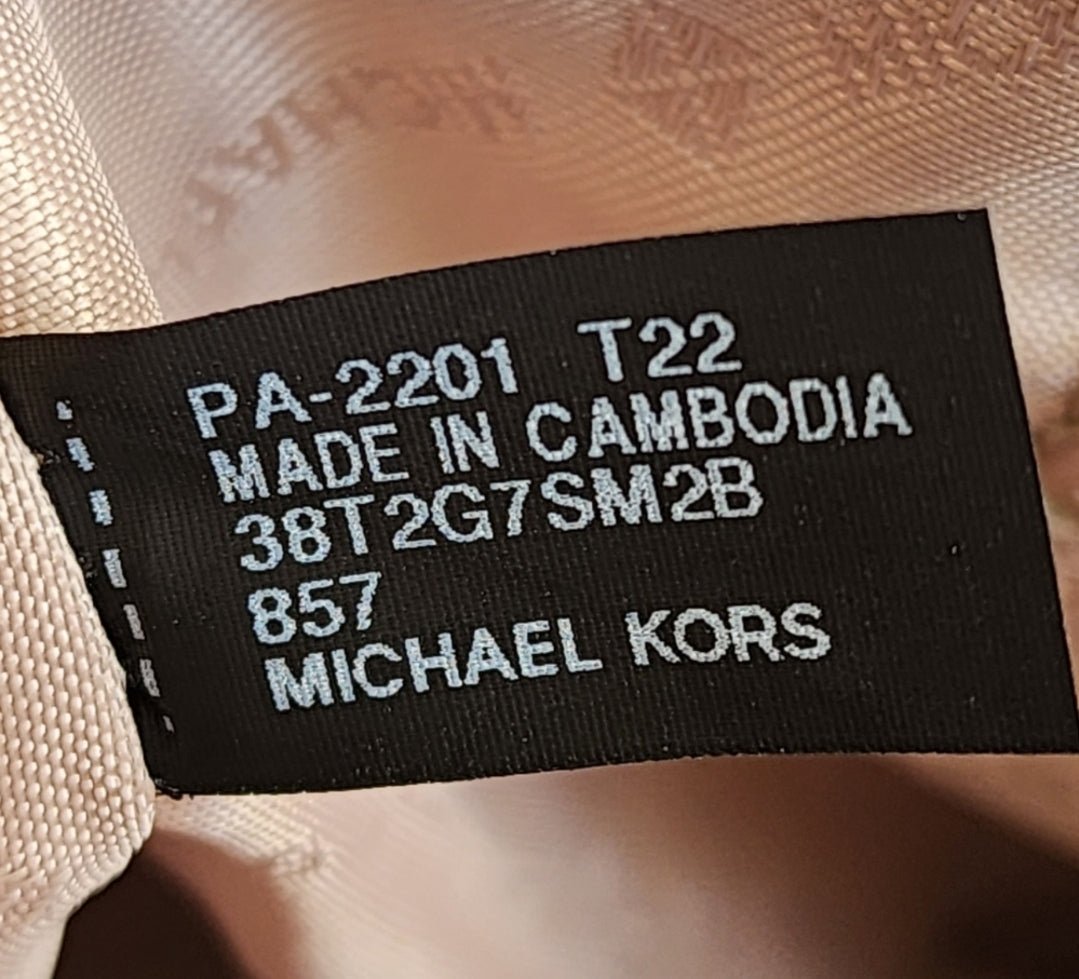 PA-2201 T22
MADE IN CAMBODIA
38T2G7SM2B
857
MICHAEL KORS